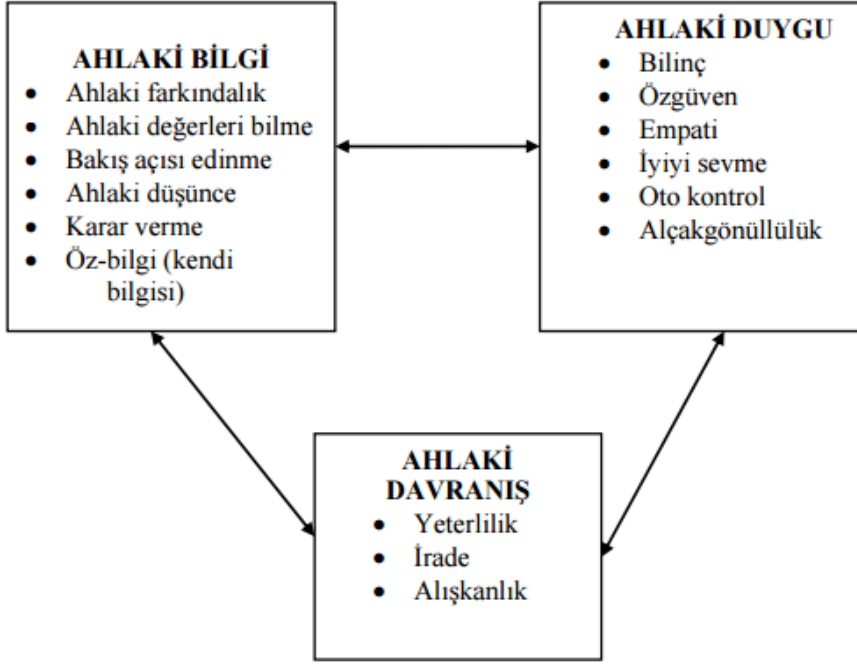 AHLAKİ BİLGİ
• Ahlaki farkındalık
• Ahlaki değerleri bilme
• Bakış açısı edinme
• Ahlaki düşünce
• Karar verme
• Öz-bilgi (kendi
bilgisi)
AHLAKİ DUYGU
• Bilinç
• Özgüven
• Empati
• İyiyi sevme
• Oto kontrol
• Alçakgönüllülük
AHLAKİ
DAVRANIŞ
• Yeterlilik
• İrade
• Alışkanlık